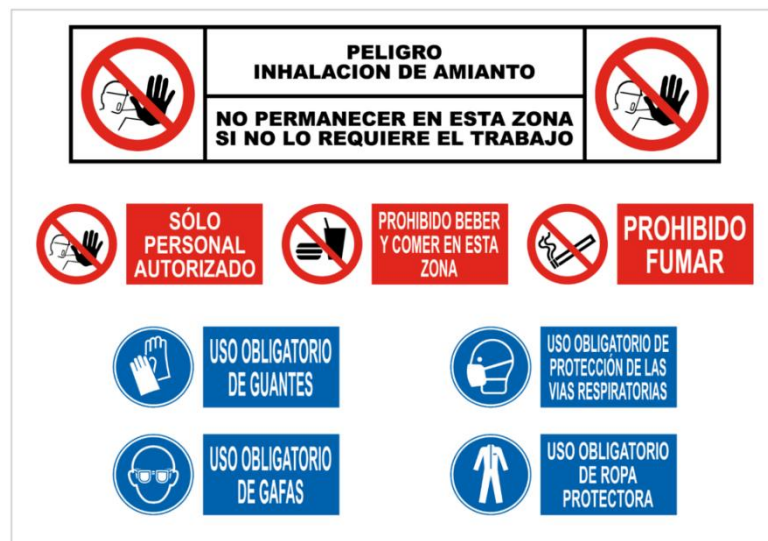 PELIGRO
INHALACION DE AMIANTO
NO PERMANECER EN ESTA ZONA
SI NO LO REQUIERE EL TRABAJO
SÓLO
PERSONAL
AUTORIZADO
PROHIBIDO BEBER
Y COMER EN ESTA
ZONA
PROHIBIDO
FUMAR
USO OBLIGATORIO
DE GUANTES
USO OBLIGATORIO DE
PROTECCIÓN DE LAS
VIAS RESPIRATORIAS
USO OBLIGATORIO
DE GAFAS
USO OBLIGATORIO
DE ROPA
PROTECTORA